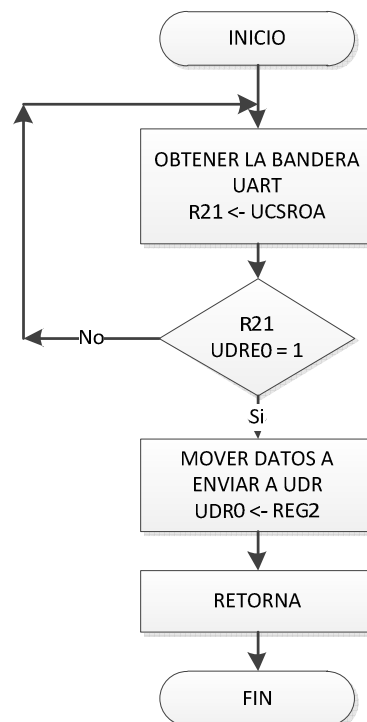 INICIO
OBTENER LA BANDERA
UART
R21 <- UCSR0A
R21
UDRE0 = 1
No
Si
MOVER DATOS A
ENVIAR A UDR
UDR0 <- REG2
RETORNA
FIN